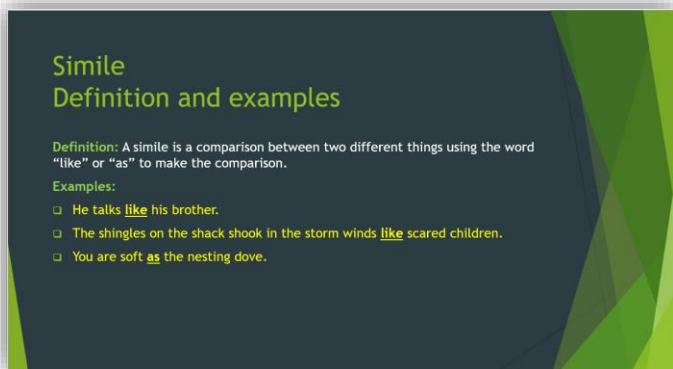 Simile
Definition and examples
Definition: A simile is a comparison between two different things using the word
“like” or “as” to make the comparison.
Examples:
❑ He talks like his brother.
❑ The shingles on the shack shook in the storm winds like scared children.
❑ You are soft as the nesting dove.